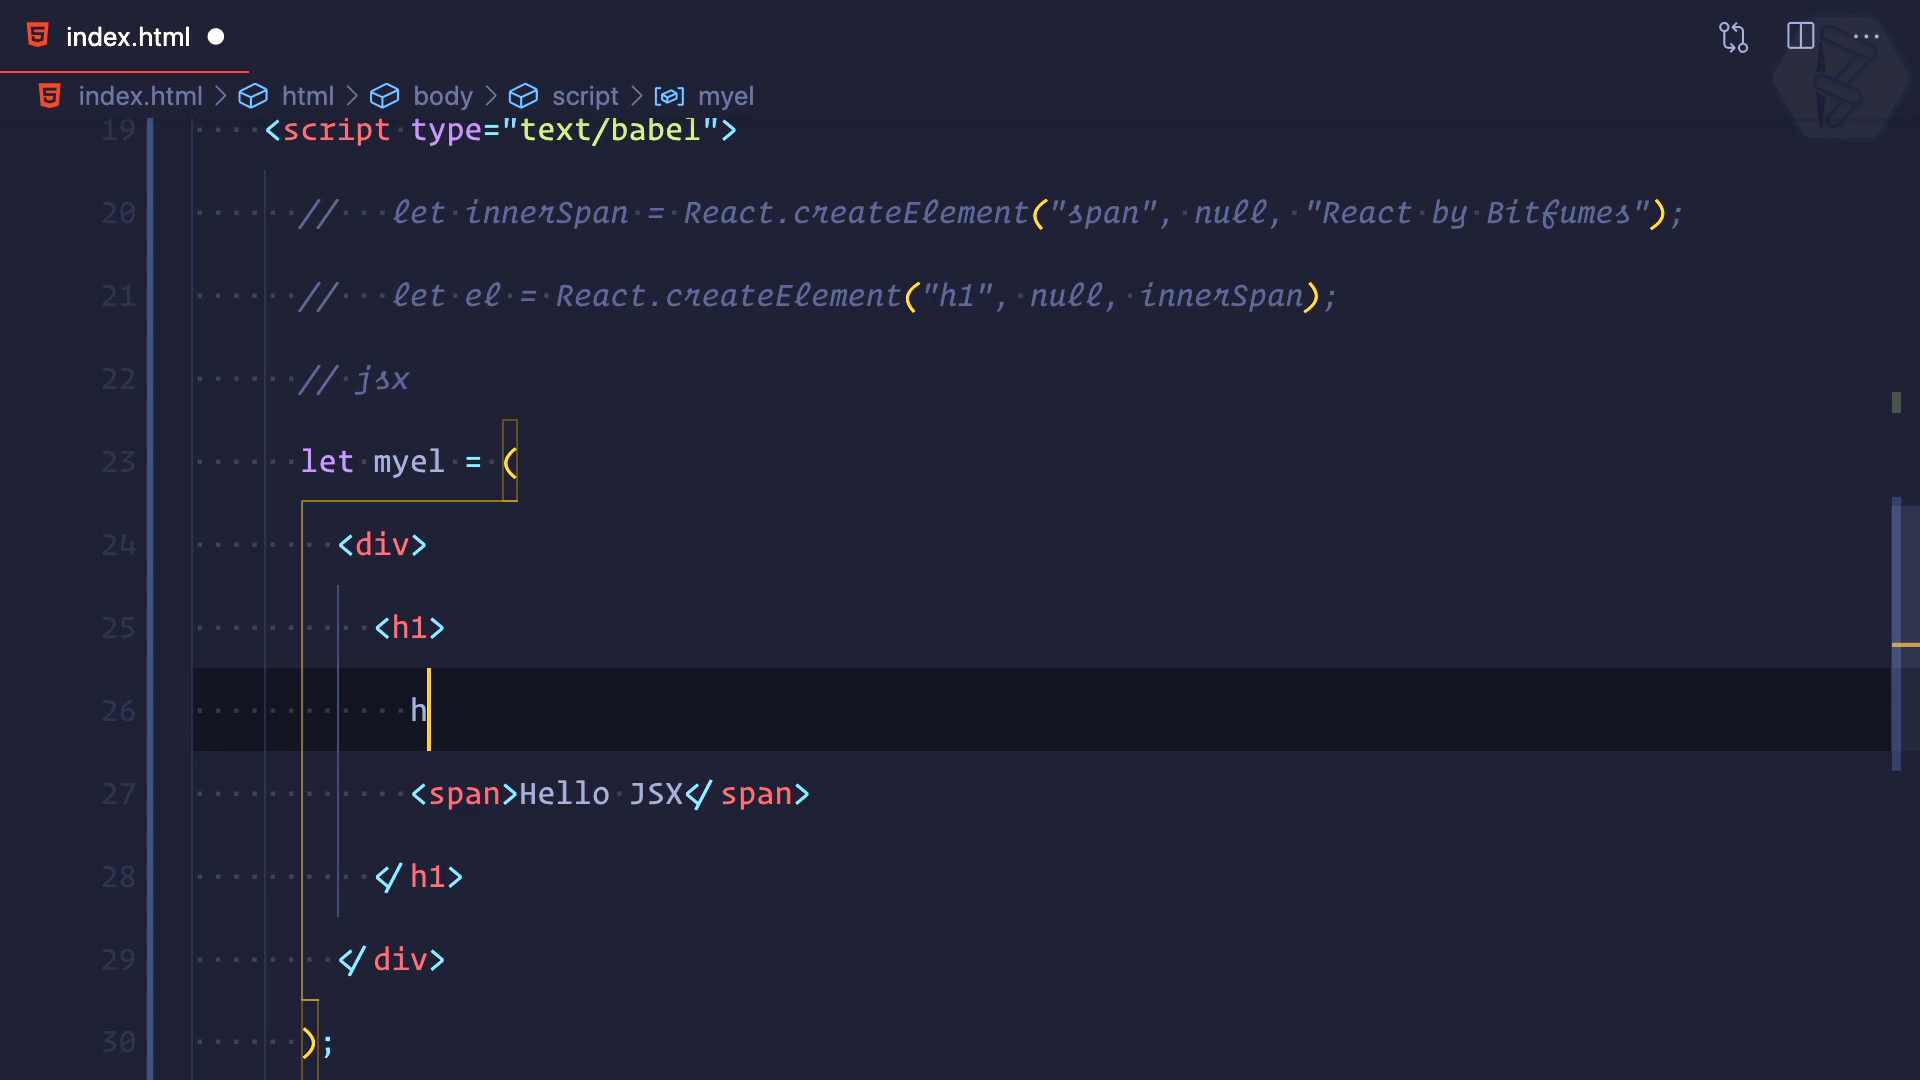 index.html
index.html > html > body > script > myel
19 <script type="text/babel">
20 // let innerSpan = React.createElement("span", null, "React by Bitfumes");
21 // let el = React.createElement("h1", null, innerSpan);
22 // jsx
23 let myel = (
24 <div>
25 <h1>
26 h
27 <span>Hello JSX</span>
28 </h1>
29 </div>
30 );